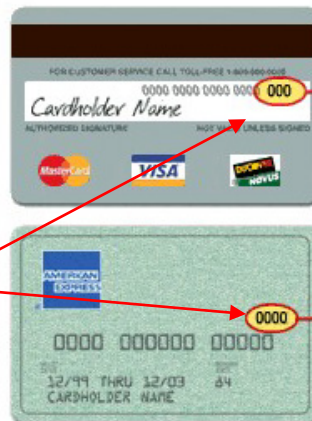 FOR CUSTOMER SERVICE CALL TOLL-FREE 1-800-000-0000
0000 0000 0000 0000 000
Cardholder Name
AUTHORIZED SIGNATURE NOT VALID UNLESS SIGNED
MasterCard VISA NOVUS
AMERICAN
EXPRESS
0000
0000 000000 00000
12/99 THRU 12/03 84
CARDHOLDER NAME